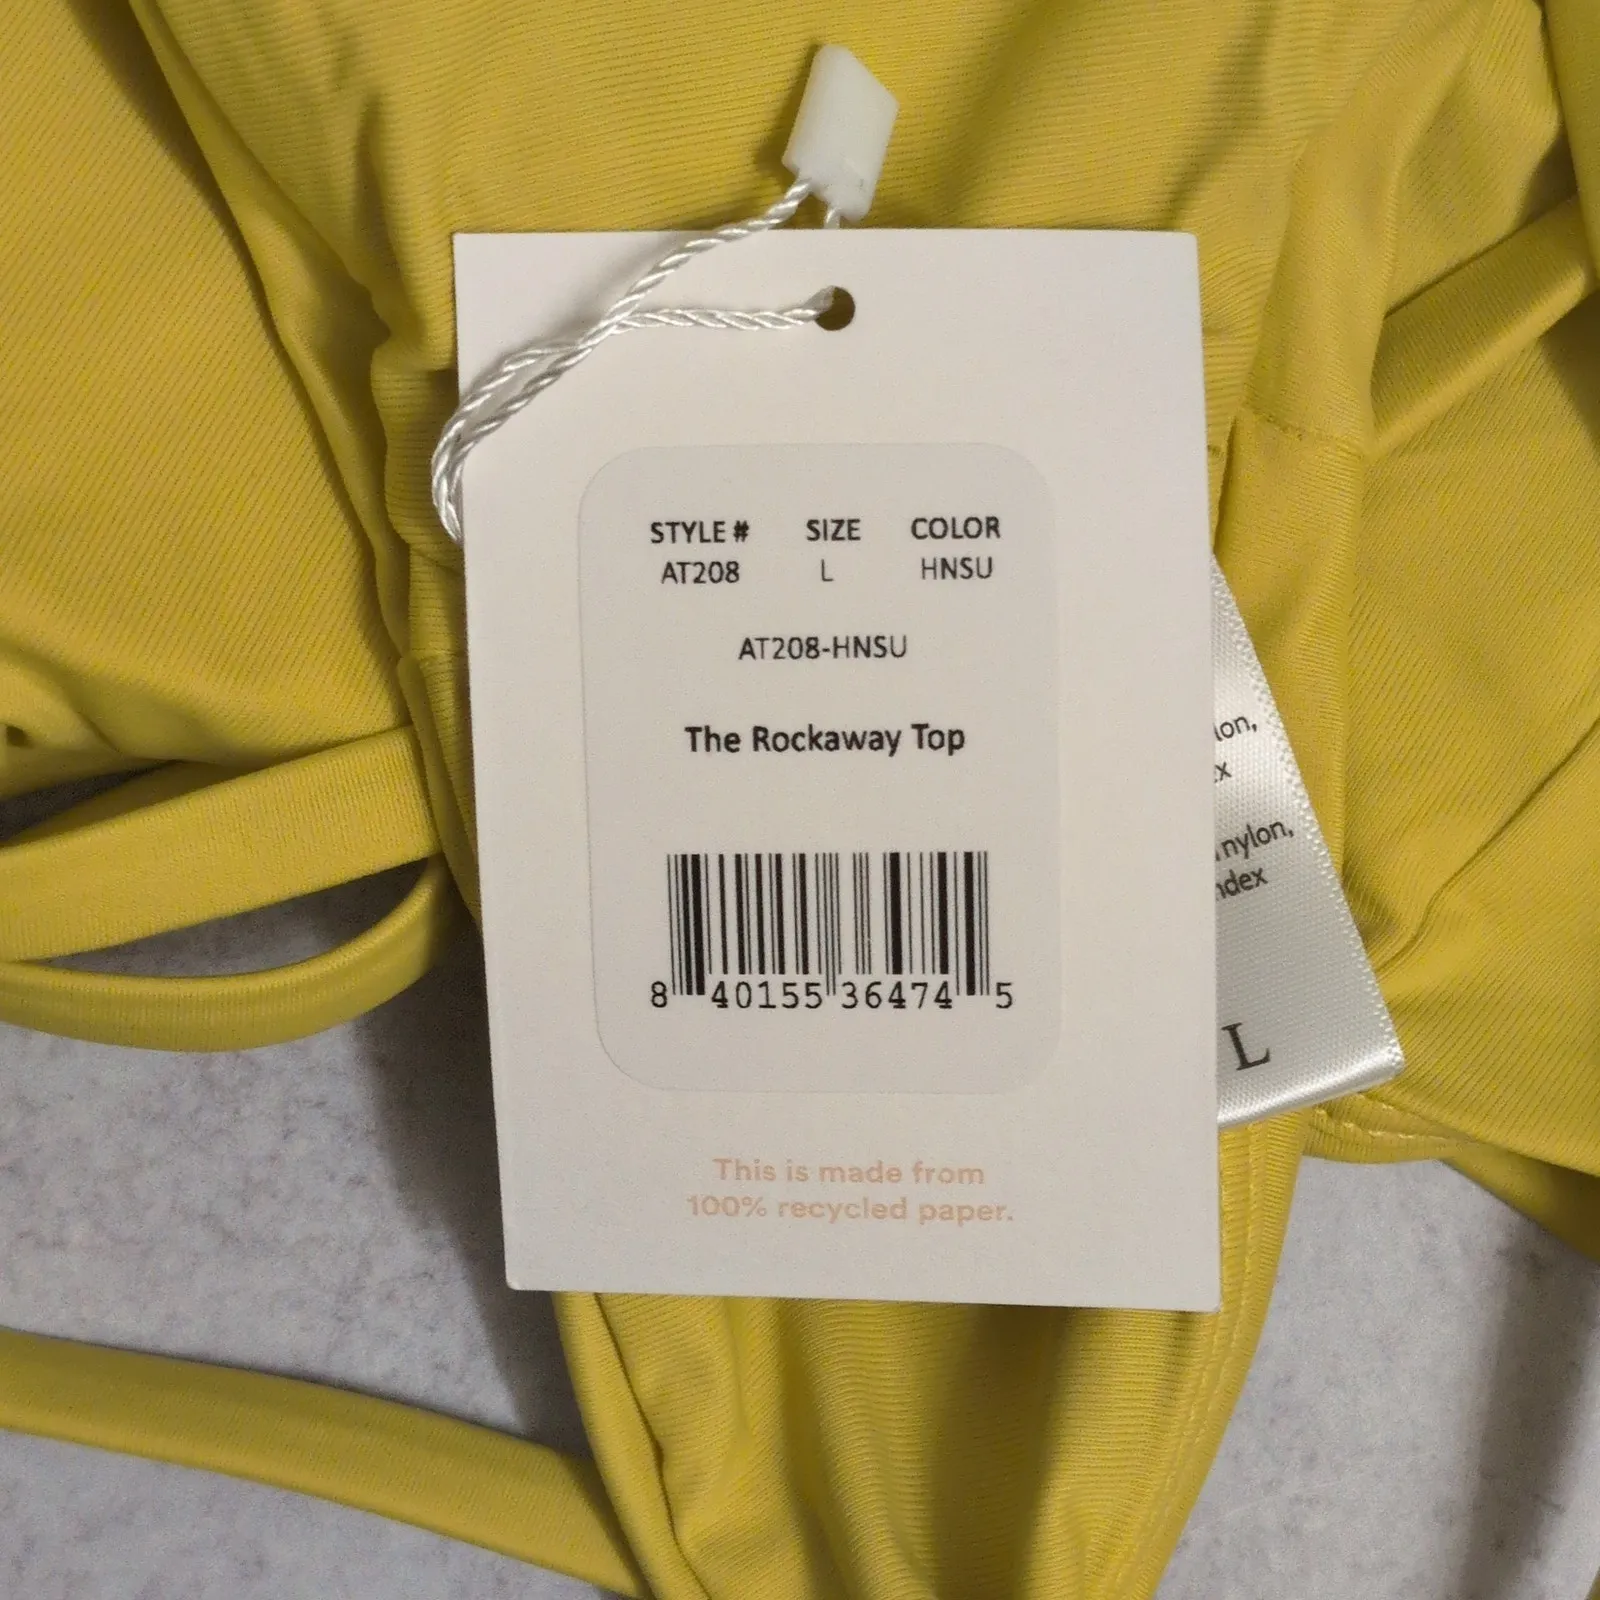 STYLE # SIZE COLOR
AT208 L HNSU
AT208-HNSU
The Rockaway Top
8 40155 36474 5
This is made from
100% recycled paper.
nylon,
L